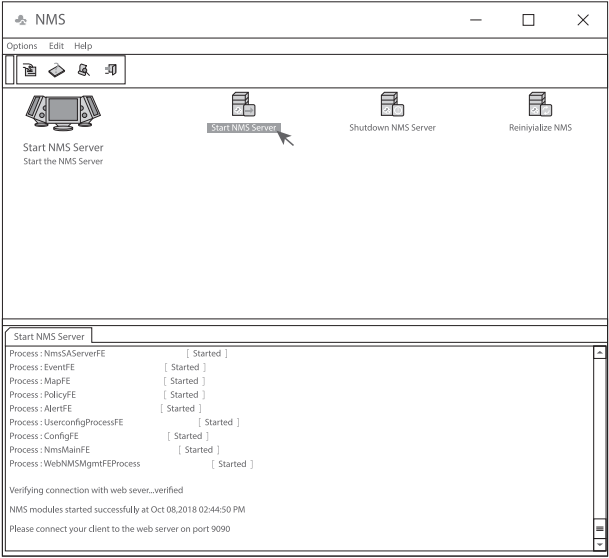 NMS
Options Edit Help
Start NMS Server
Start the NMS Server
Start NMS Server
Shutdown NMS Server
Reiniyialize NMS
Start NMS Server
Process : NmsSAServerFE [ Started ]
Process : EventFE [ Started ]
Process : MapFE [ Started ]
Process : PolicyFE [ Started ]
Process : AlertFE [ Started ]
Process : UserconfigProcessFE [ Started ]
Process : ConfigFE [ Started ]
Process : NmsMainFE [ Started ]
Process : WebNMSMgmtFEProcess [ Started ]
Verifying connection with web sever...verified
NMS modules started successfully at Oct 08,2018 02:44:50 PM
Please connect your client to the web server on port 9090